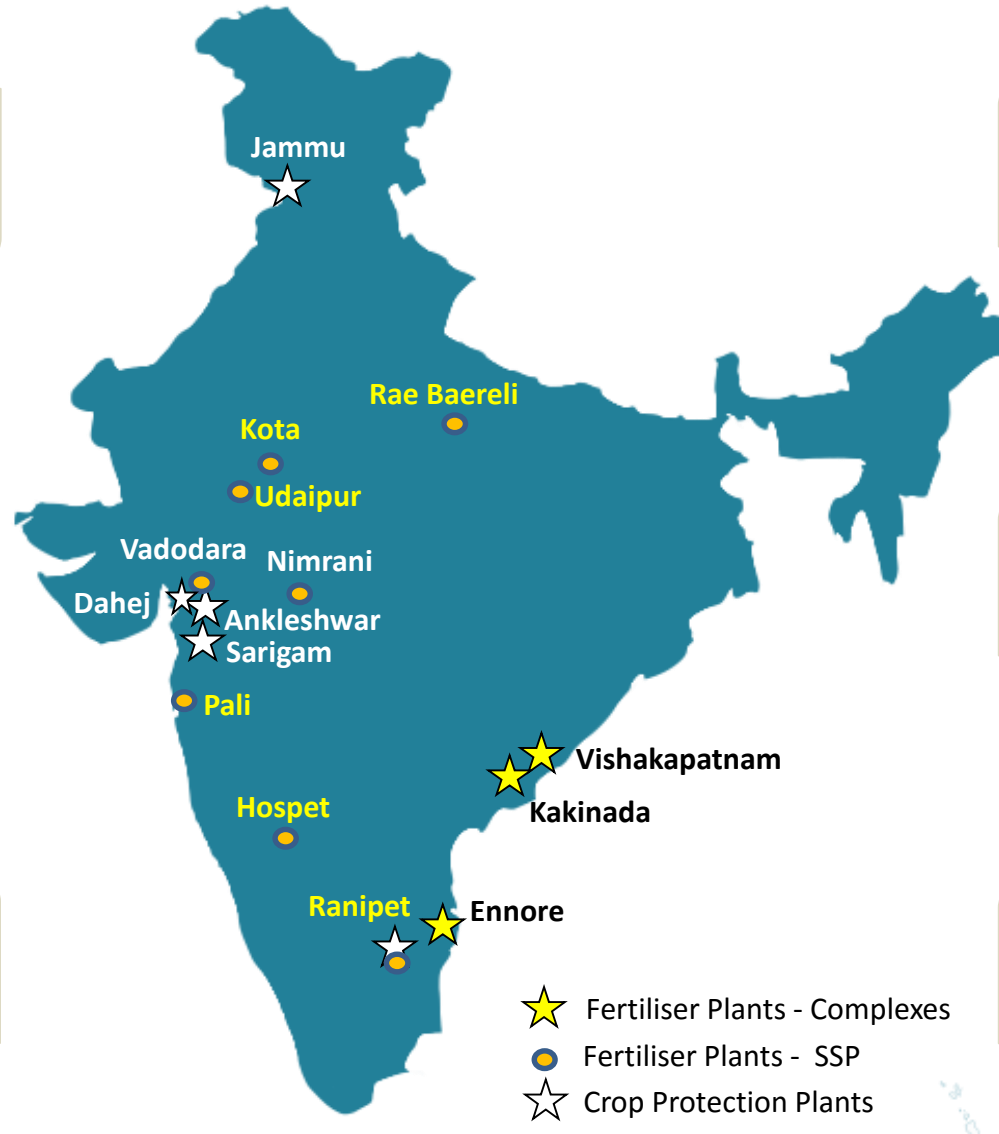 Jammu
Rae Baereli
Kota
Udaipur
Vadodara
Nimrani
Dahej
Ankleshwar
Sarigam
Pali
Vishakapatnam
Kakinada
Hospet
Ranipet
Ennore
Fertiliser Plants - Complexes
Fertiliser Plants - SSP
Crop Protection Plants